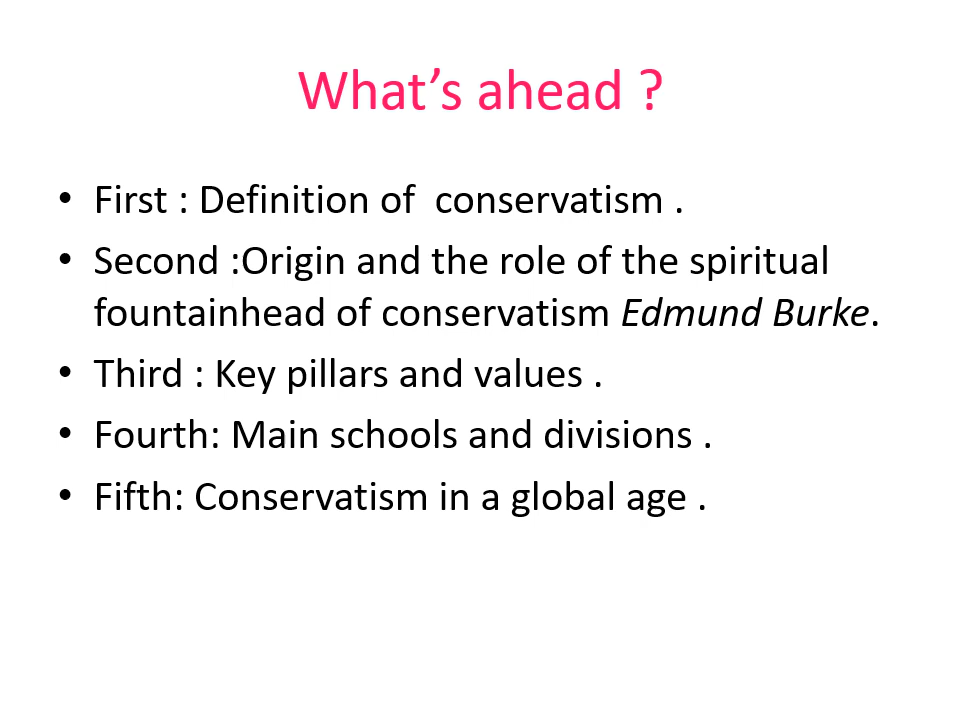 What’s ahead ?
• First : Definition of  conservatism .
• Second :Origin and the role of the spiritual
fountainhead of conservatism Edmund Burke.
• Third : Key pillars and values .
• Fourth: Main schools and divisions .
• Fifth: Conservatism in a global age .